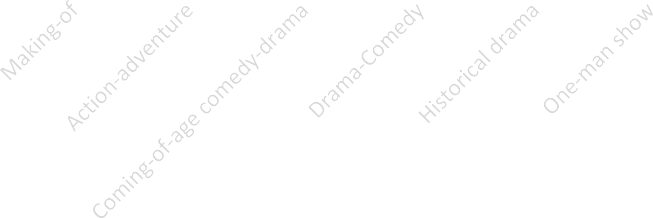 Making-of
Action-adventure
Coming-of-age comedy-drama
Drama-Comedy
Historical drama
One-man show